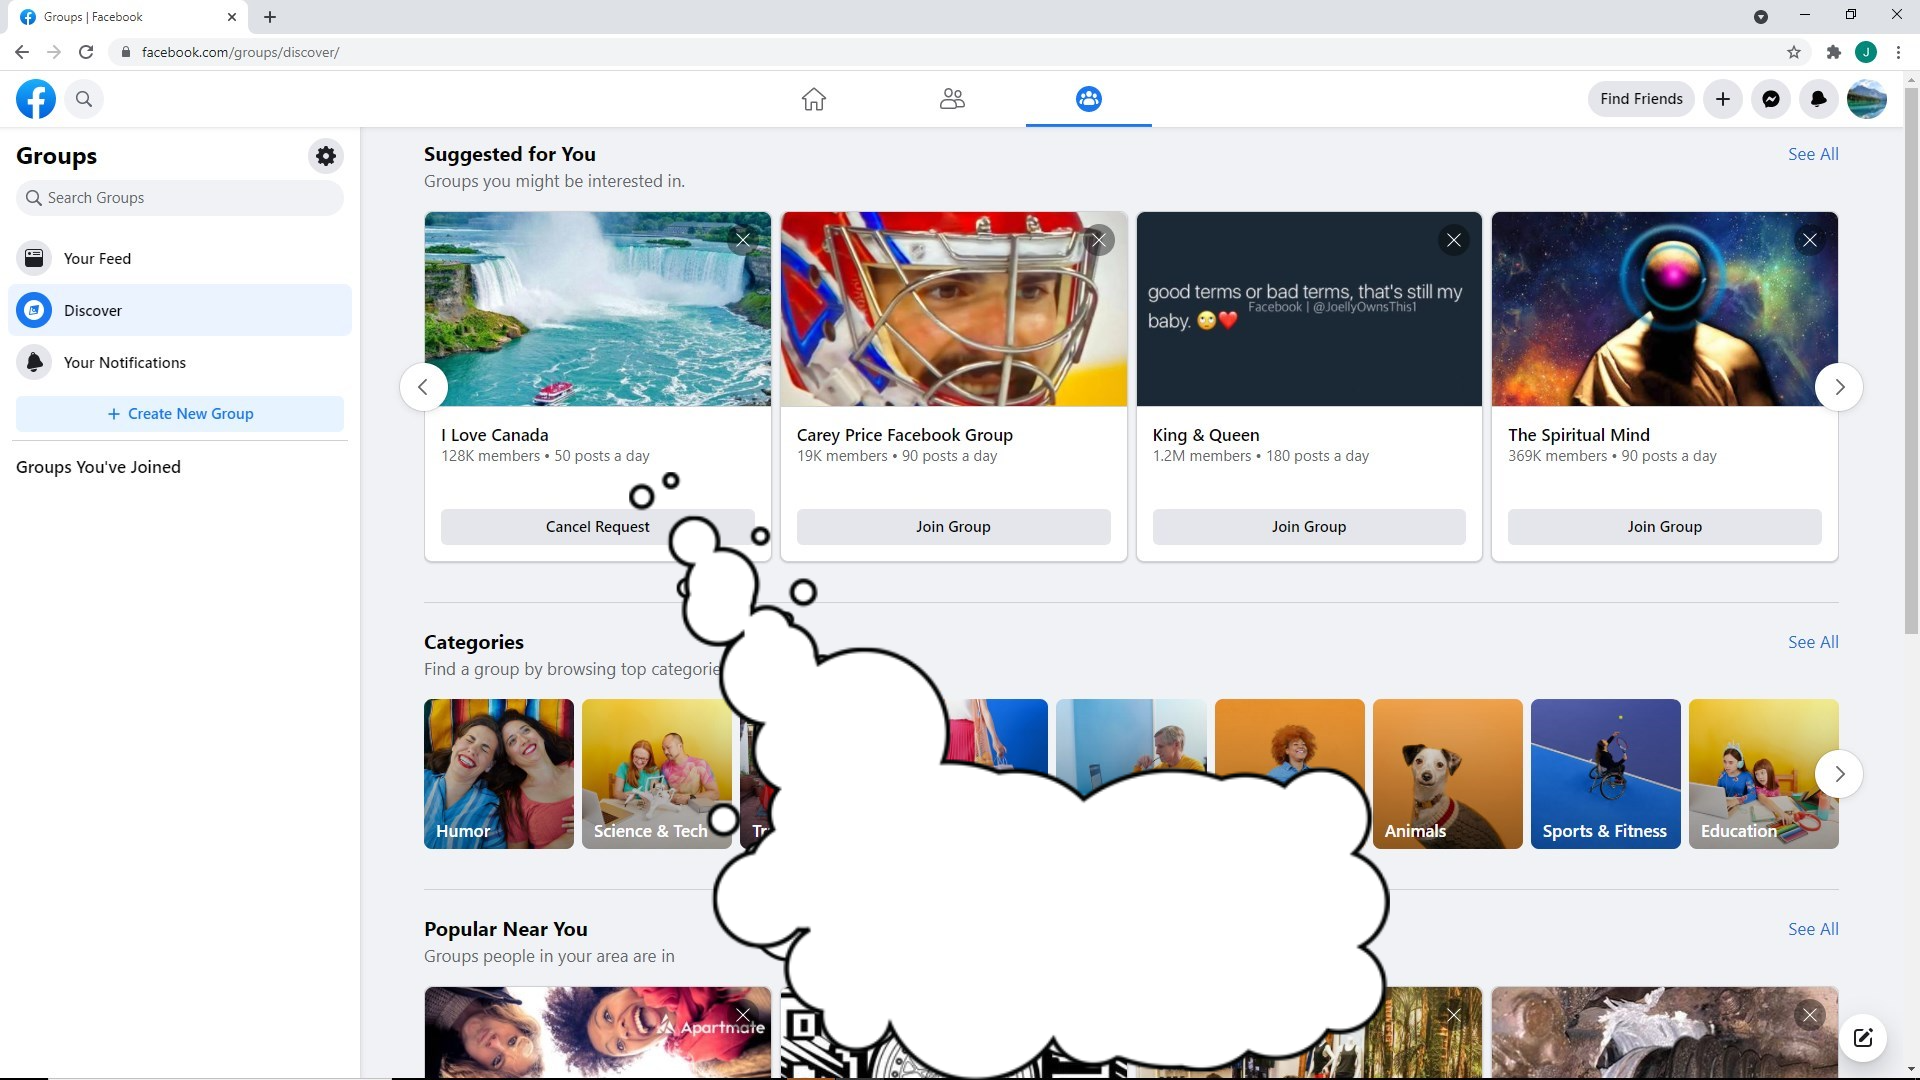 Groups | Facebook
facebook.com/groups/discover/
J
Find Friends
Groups
Search Groups
Your Feed
Discover
Your Notifications
+ Create New Group
Groups You've Joined
Suggested for You
See All
Groups you might be interested in.
good terms or bad terms, that's still my
Facebook | @JoellyOwnsThis1
baby. 🙄❤️
I Love Canada
128K members • 50 posts a day
Cancel Request
Carey Price Facebook Group
19K members • 90 posts a day
Join Group
King & Queen
1.2M members • 180 posts a day
Join Group
The Spiritual Mind
369K members • 90 posts a day
Join Group
Categories
See All
Find a group by browsing top
Humor
Science & Tech
Animals
Sports & Fitness
Education
Popular Near You
See All
Groups people in your area are in
Apartmate